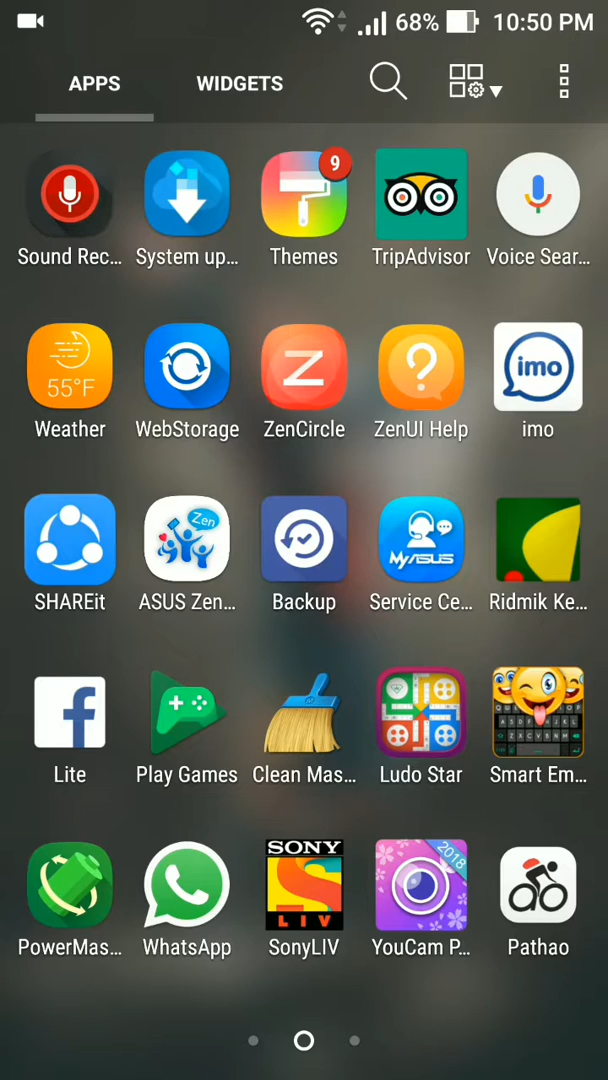 68% 10:50 PM
APPS WIDGETS
9
Sound Rec... System up... Themes TripAdvisor Voice Sear...
55°F
imo
Weather WebStorage ZenCircle ZenUI Help imo
Zen
MyASUS
SHAREit ASUS Zen... Backup Service Ce... Ridmik Ke...
Lite Play Games Clean Mas... Ludo Star Smart Em...
SONY
LIV
2018
PowerMas... WhatsApp SonyLIV YouCam P... Pathao